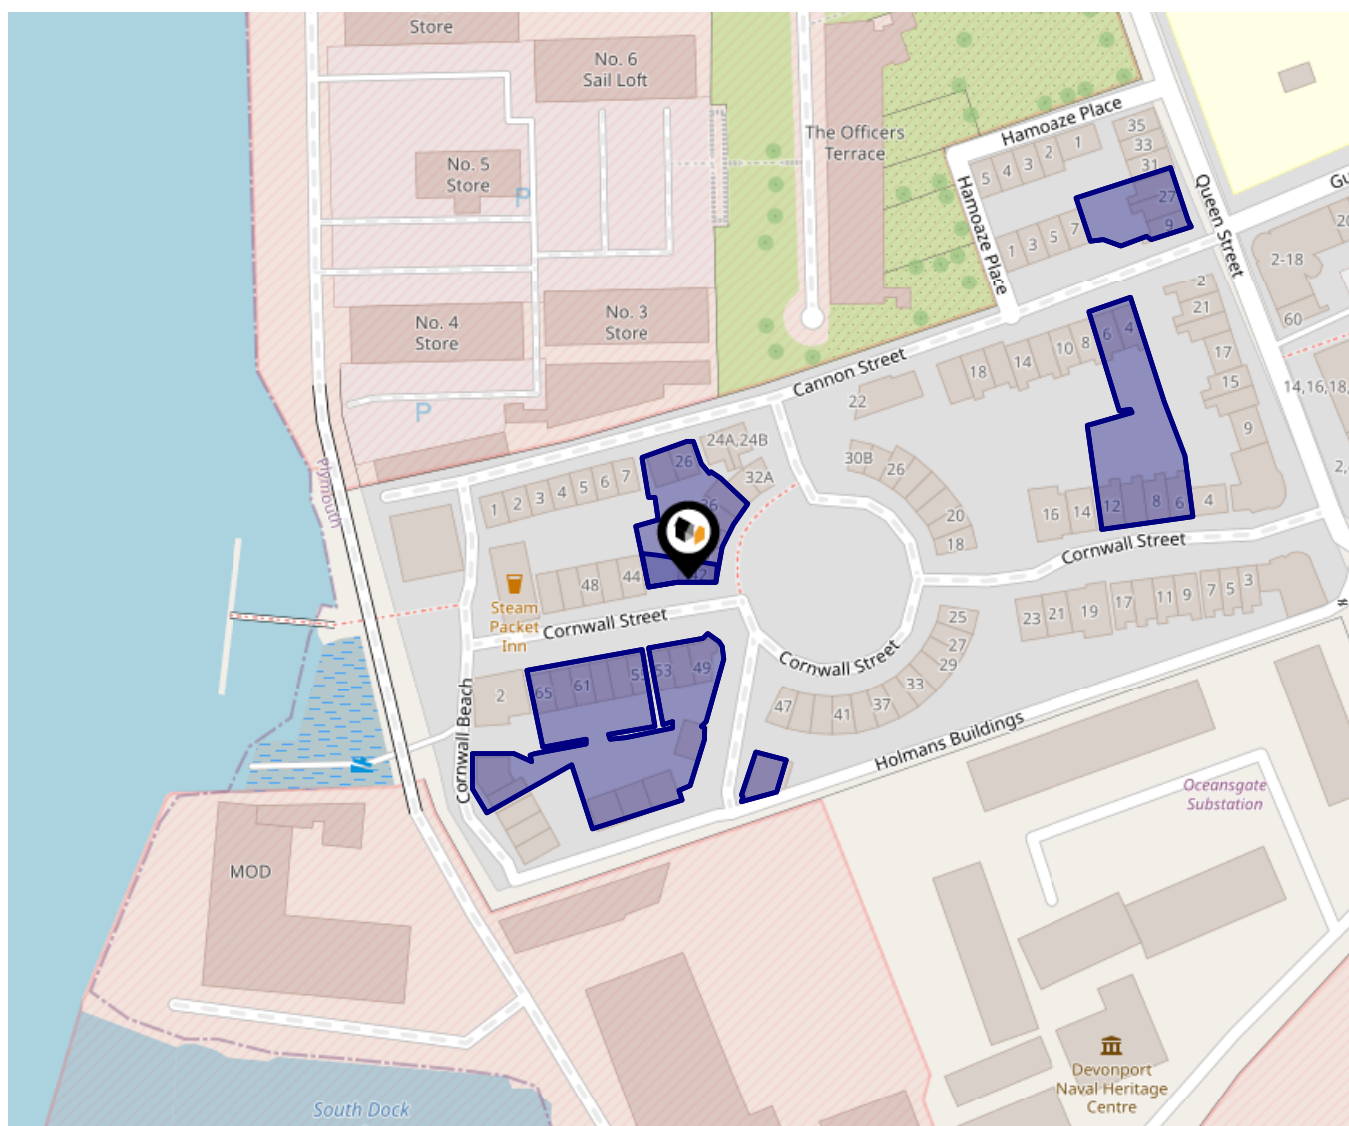 Store
No. 6
Sail Loft
The Officers
Terrace
Hamoaze Place
35
33
31
27
9
5
4
3
2
1
Hamoaze Place
1
3
5
7
Queen Street
No. 5
Store
P
2-18
60
No. 4
Store
No. 3
Store
P
Cannon Street
2
21
17
15
9
14,16,18,
18
14
10
8
6
4
22
24A,24B
26
32A
30B
26
20
18
1
2
3
4
5
6
7
Plymouth
16
14
12
8
6
4
Cornwall Street
48
44
42
Steam
Packet
Inn
Cornwall Street
Cornwall Street
23
21
19
17
11
9
7
5
3
25
27
29
33
37
41
47
2
65
61
53
49
Cornwall Beach
Holmans Buildings
Oceansgate
Substation
MOD
Devonport
Naval Heritage
Centre
South Dock